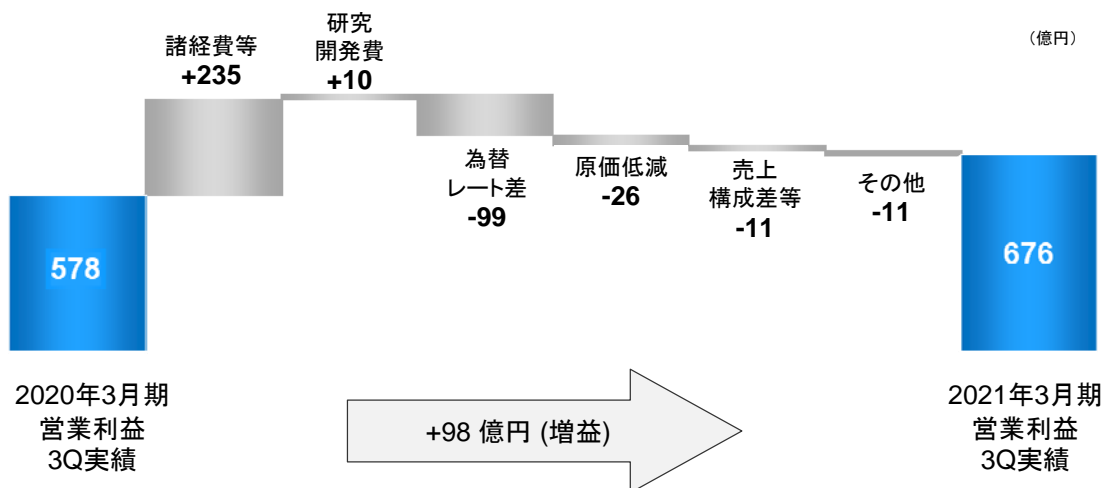 (億円)
諸経費等
+235
研究
開発費
+10
為替
レート差
-99
原価低減
-26
売上
構成差等
-11
その他
-11
578
676
2020年3月期
営業利益
3Q実績
+98 億円 (増益)
2021年3月期
営業利益
3Q実績